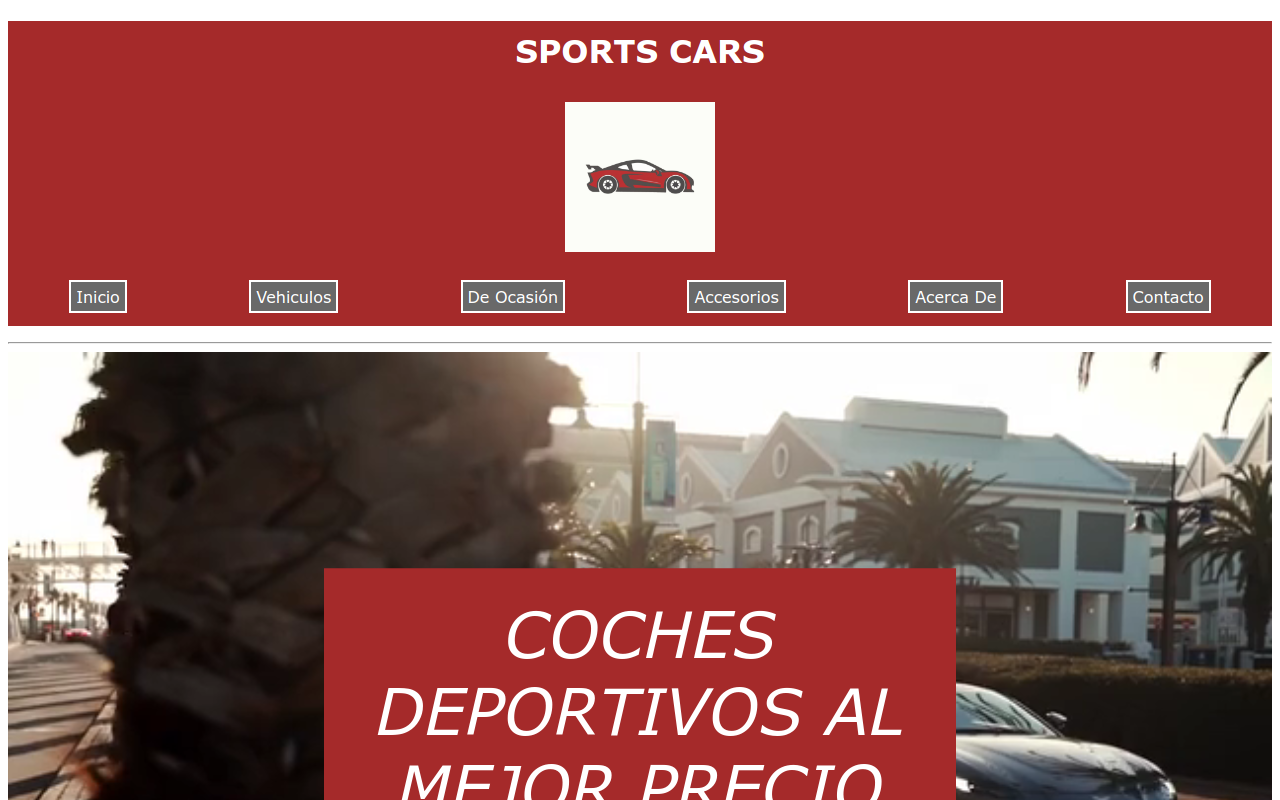 SPORTS CARS
Inicio
Vehiculos
De Ocasión
Accesorios
Acerca De
Contacto
COCHES
DEPORTIVOS AL
MEJOR PRECIO